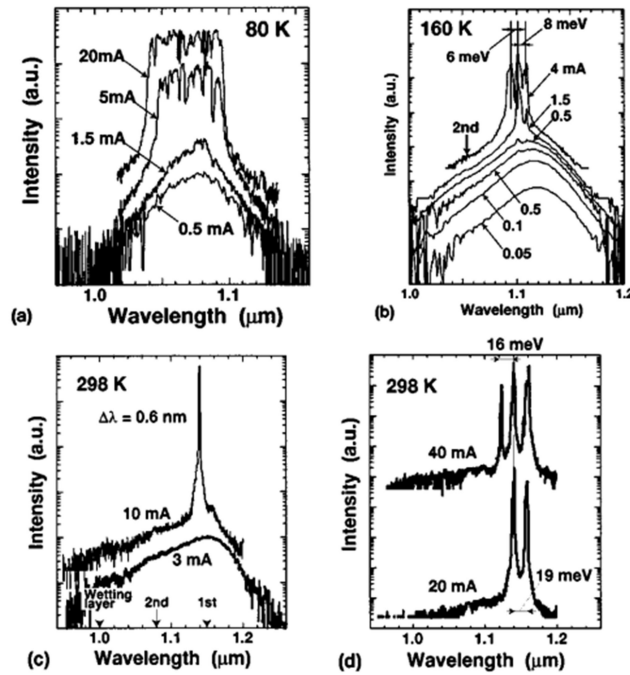 80 K
20mA
5mA
1.5 mA
0.5 mA
Intensity (a.u.)
1.0
1.1
Wavelength (μm)
(a)
160 K
8 meV
6 meV
4 mA
1.5
0.5
2nd
0.5
0.1
0.05
Intensity (a.u.)
1.0
1.1
1.2
Wavelength (μm)
(b)
298 K
Δλ = 0.6 nm
10 mA
3 mA
Wetting
layer
2nd
1st
Intensity (a.u.)
1.0
1.1
1.2
Wavelength (μm)
(c)
16 meV
298 K
40 mA
19 meV
20 mA
Intensity (a.u.)
1.0
1.1
1.2
Wavelength (μm)
(d)